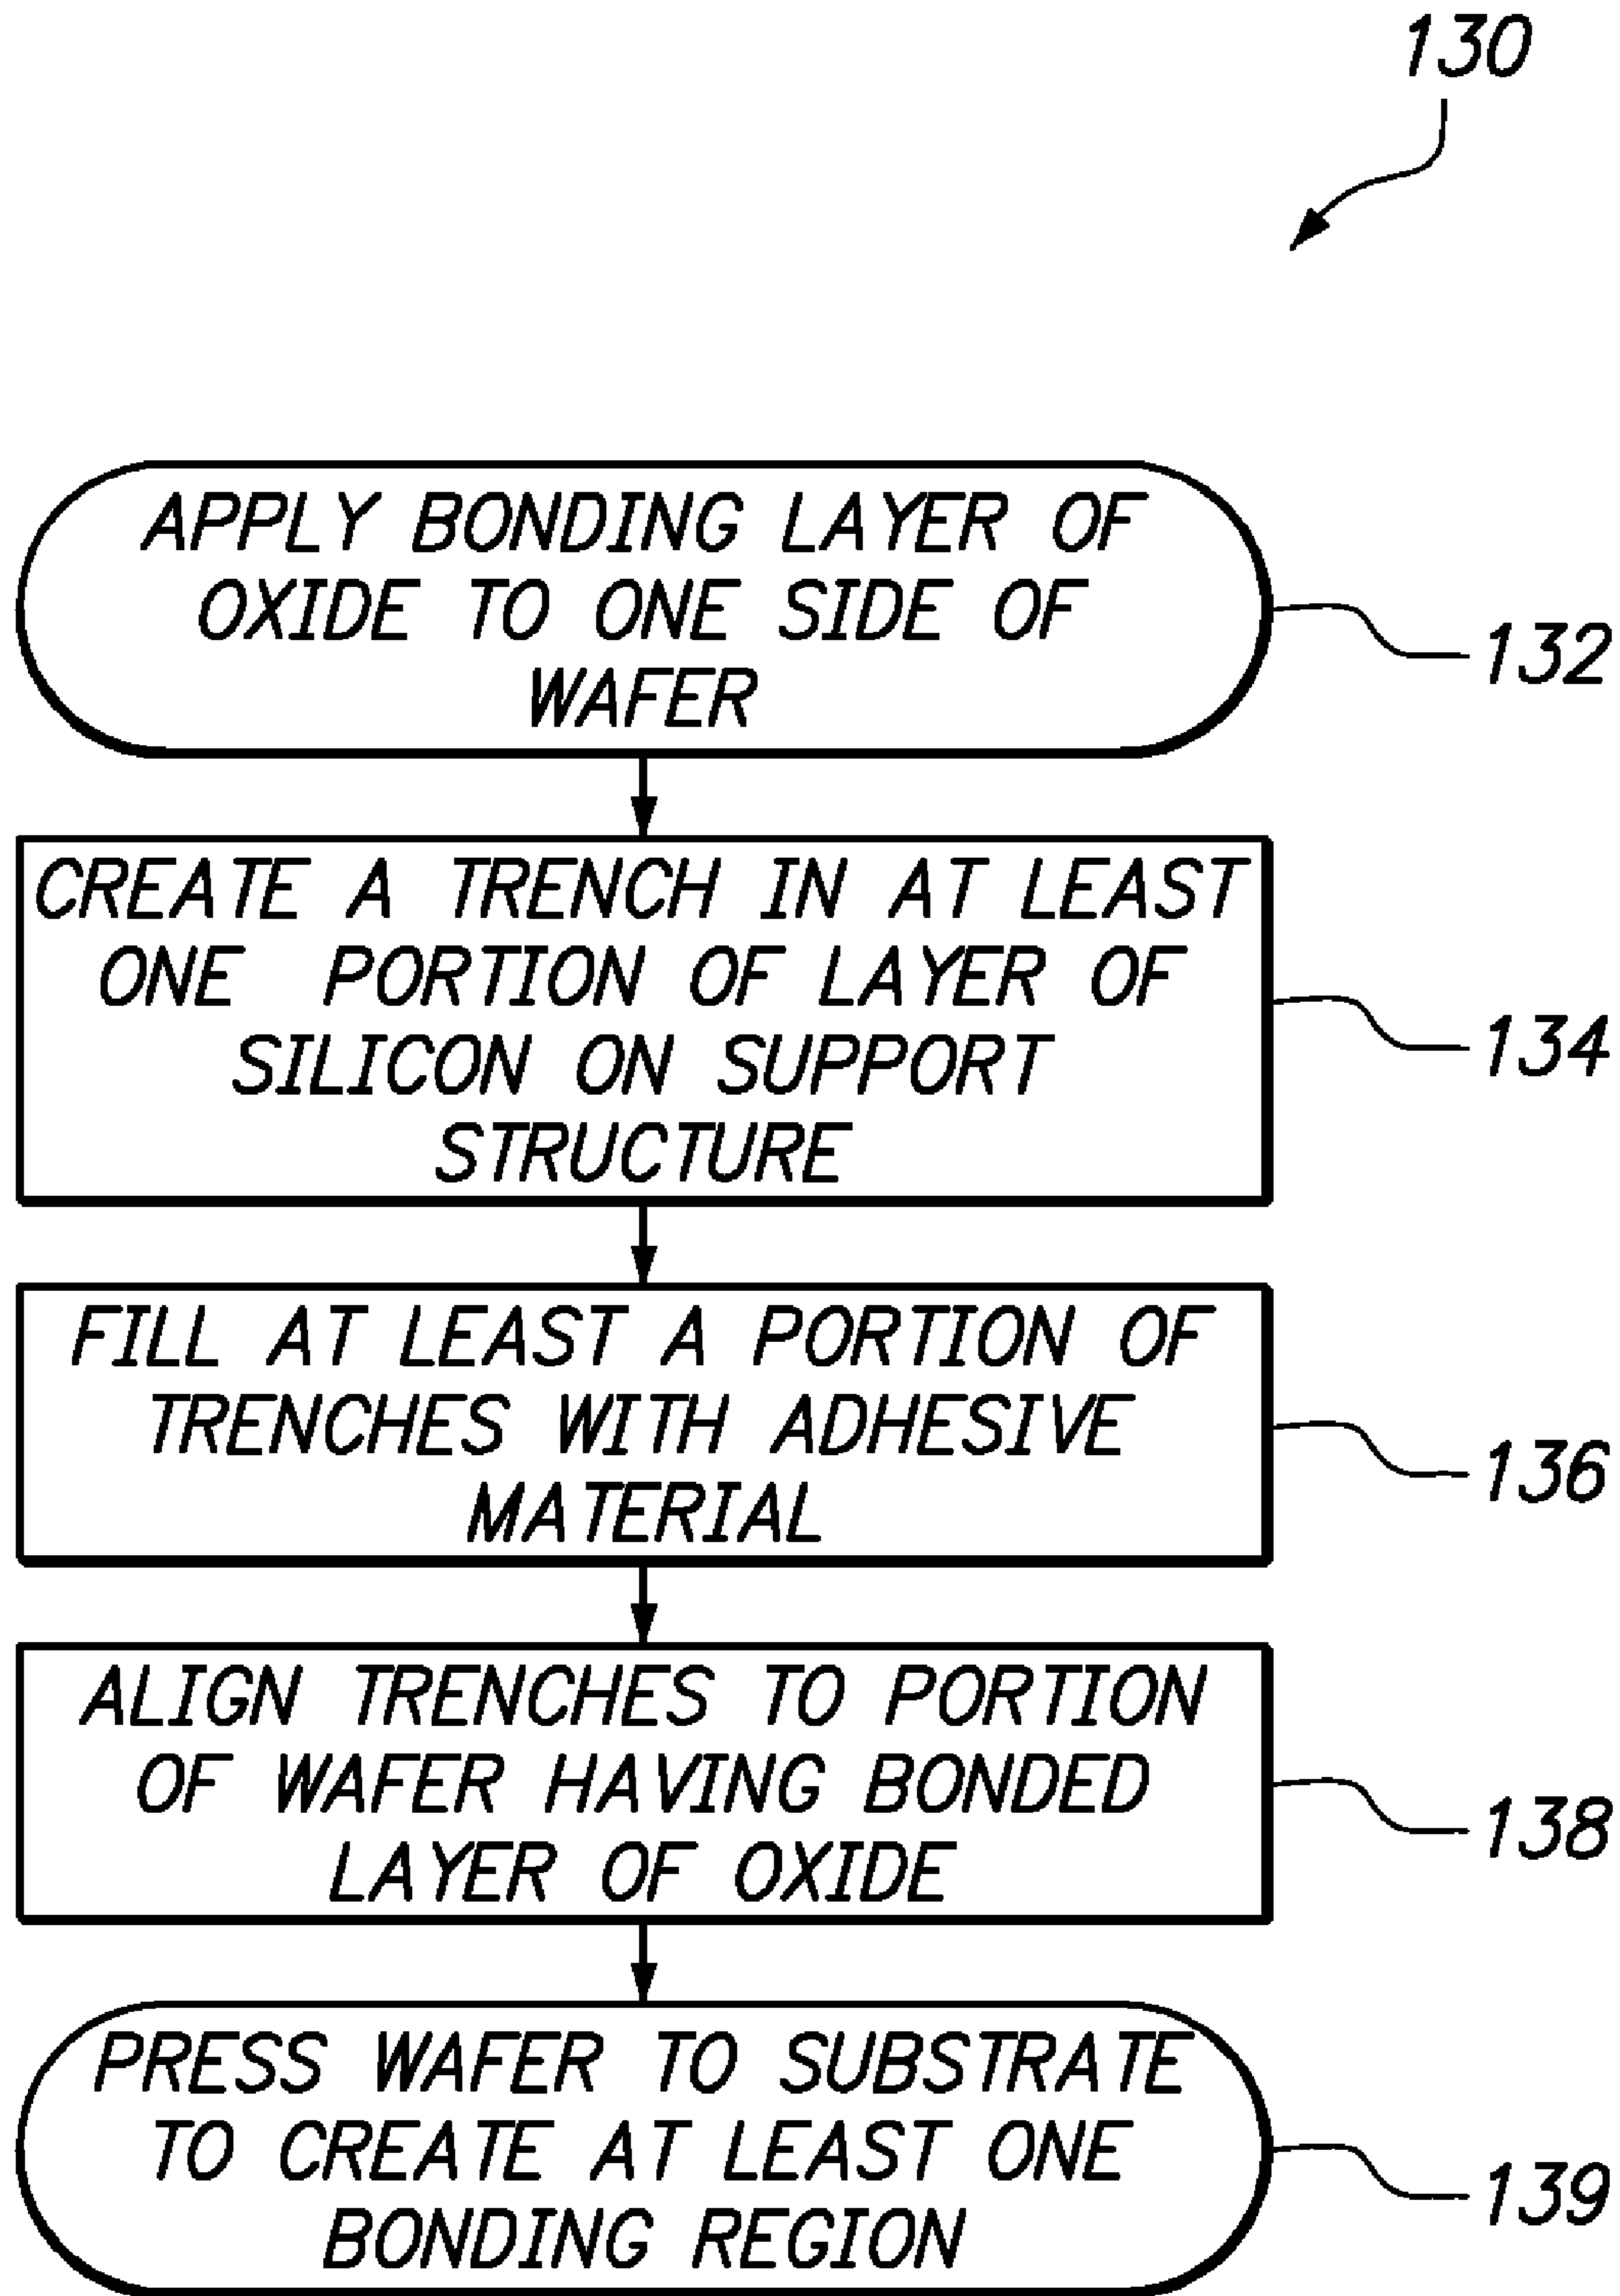 130
APPLY BONDING LAYER OF
OXIDE TO ONE SIDE OF
WAFER
132
CREATE A TRENCH IN AT LEAST
ONE PORTION OF LAYER OF
SILICON ON SUPPORT
STRUCTURE
134
FILL AT LEAST A PORTION OF
TRENCHES WITH ADHESIVE
MATERIAL
136
ALIGN TRENCHES TO PORTION
OF WAFER HAVING BONDED
LAYER OF OXIDE
138
PRESS WAFER TO SUBSTRATE
TO CREATE AT LEAST ONE
BONDING REGION
139